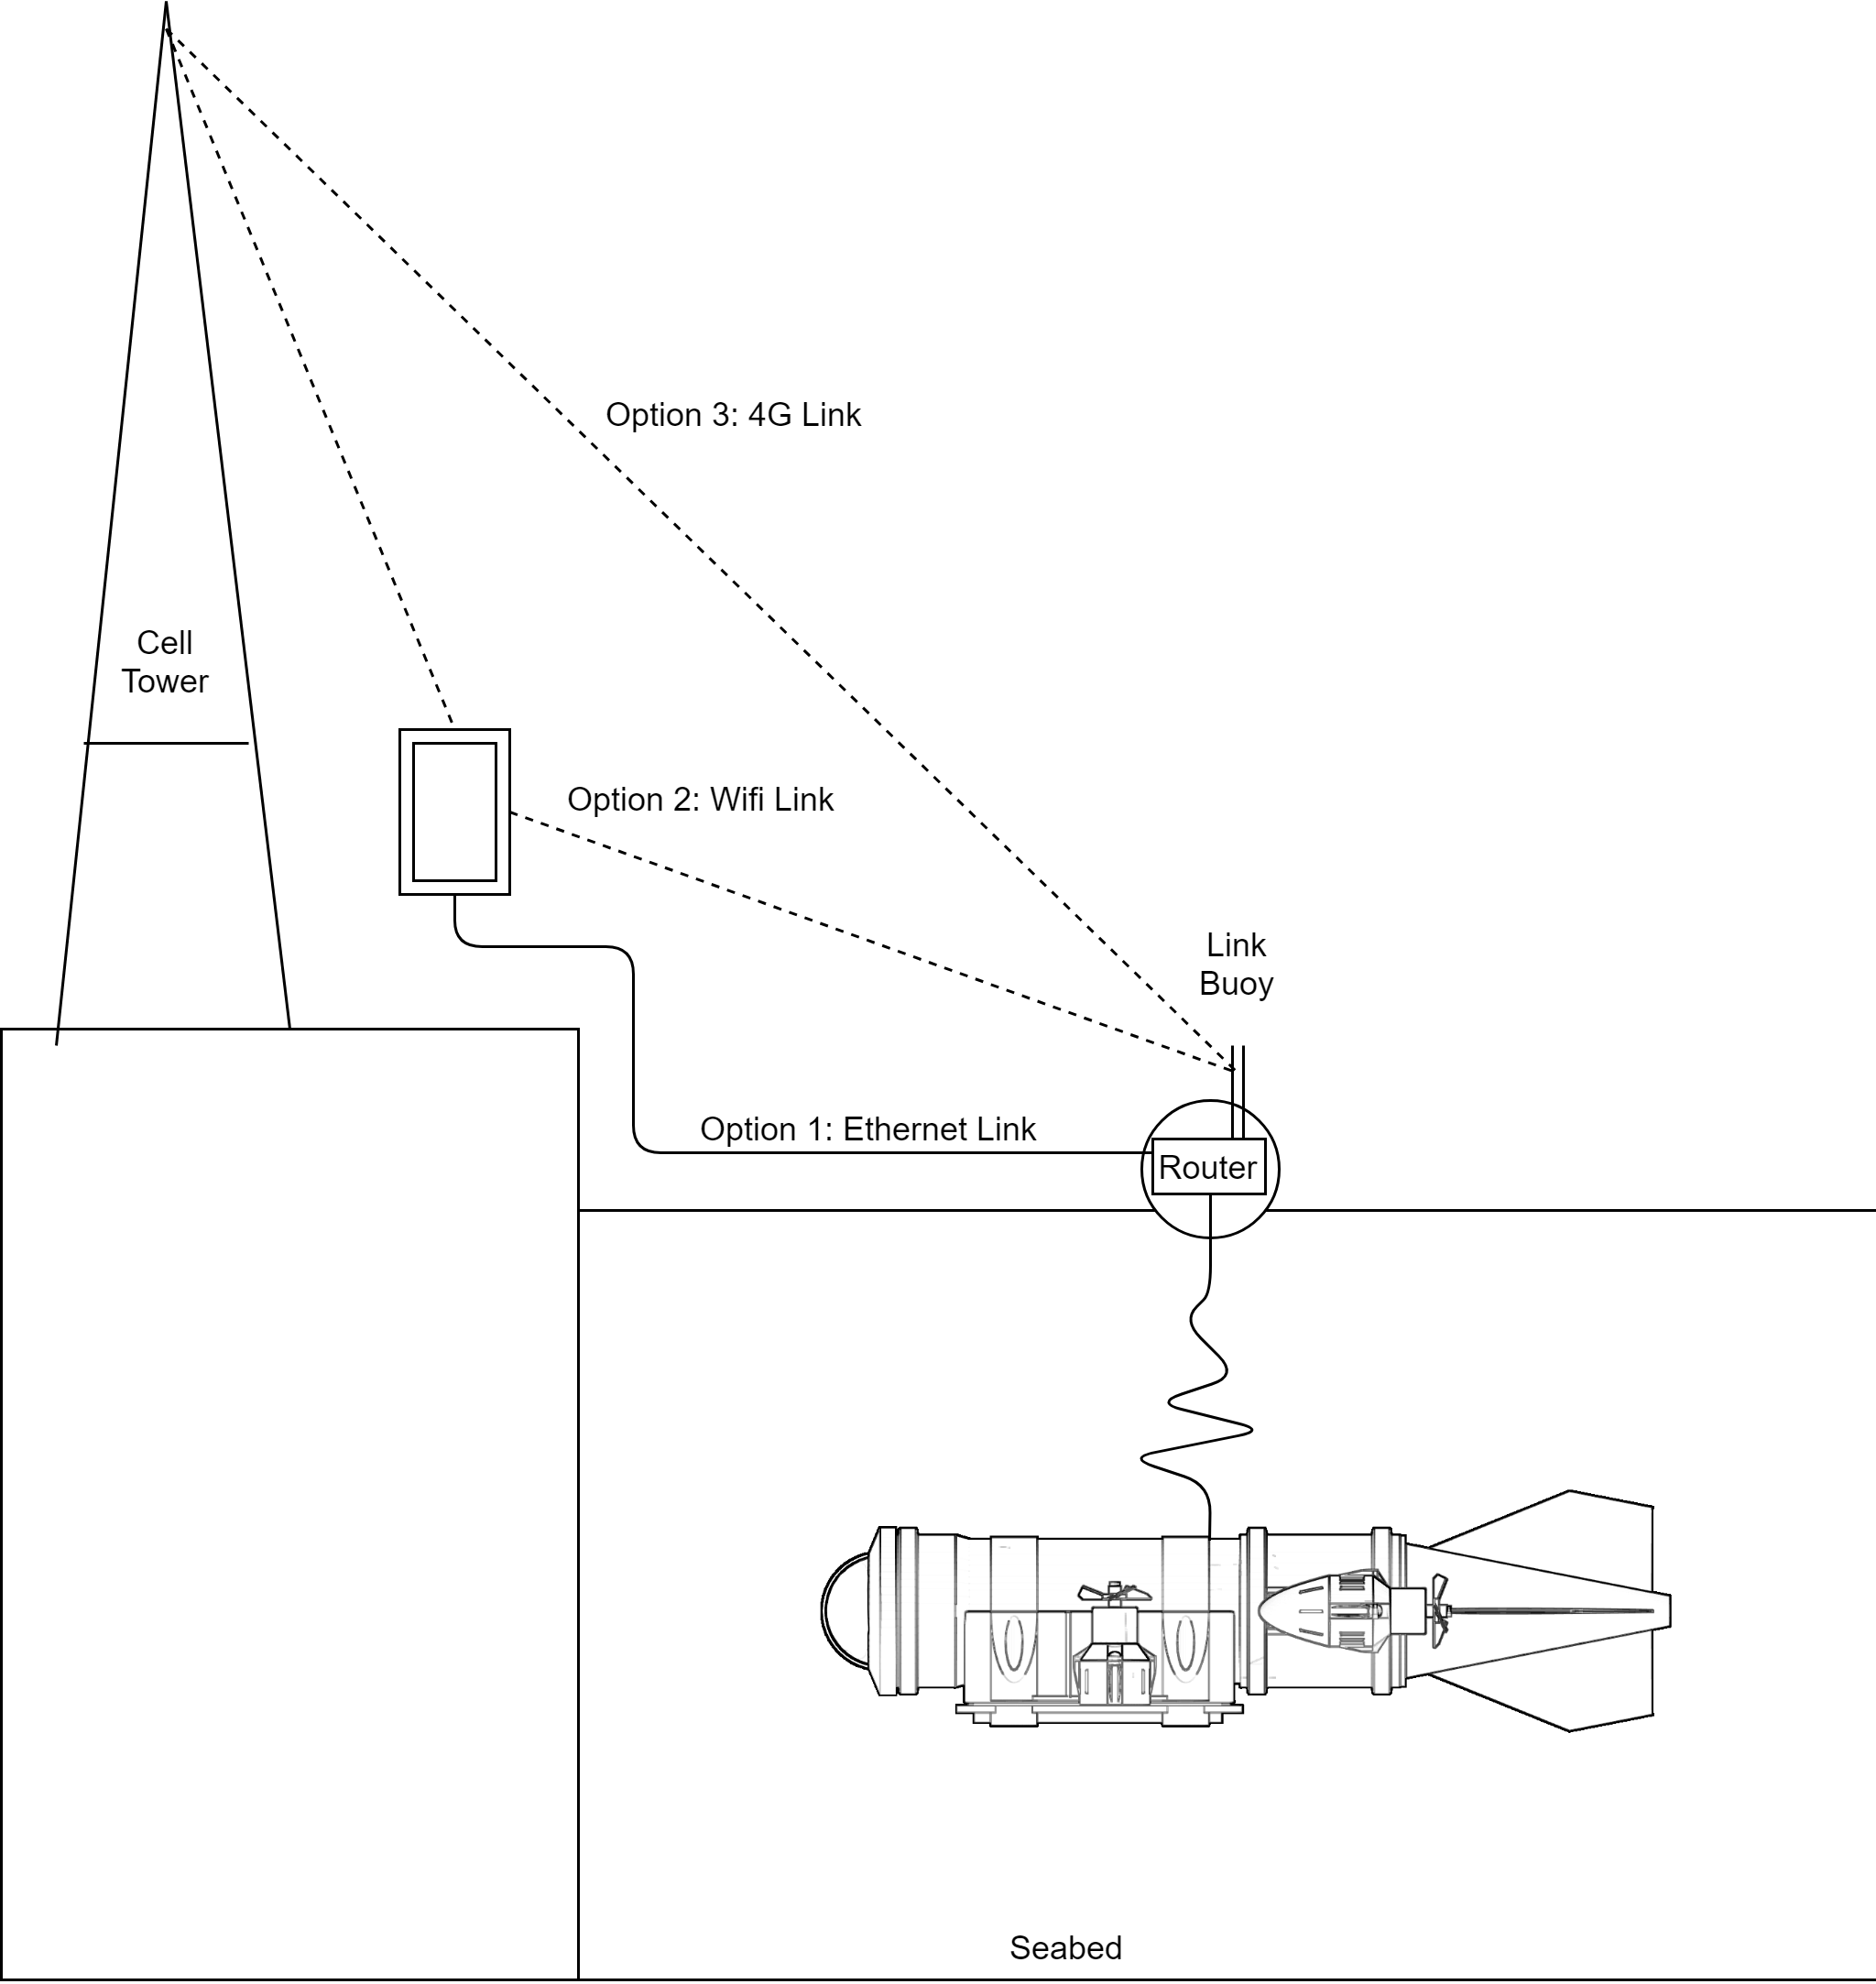 Option 3: 4G Link
Cell
Tower
Option 2: Wifi Link
Link
Buoy
Option 1: Ethernet Link
Router
Seabed